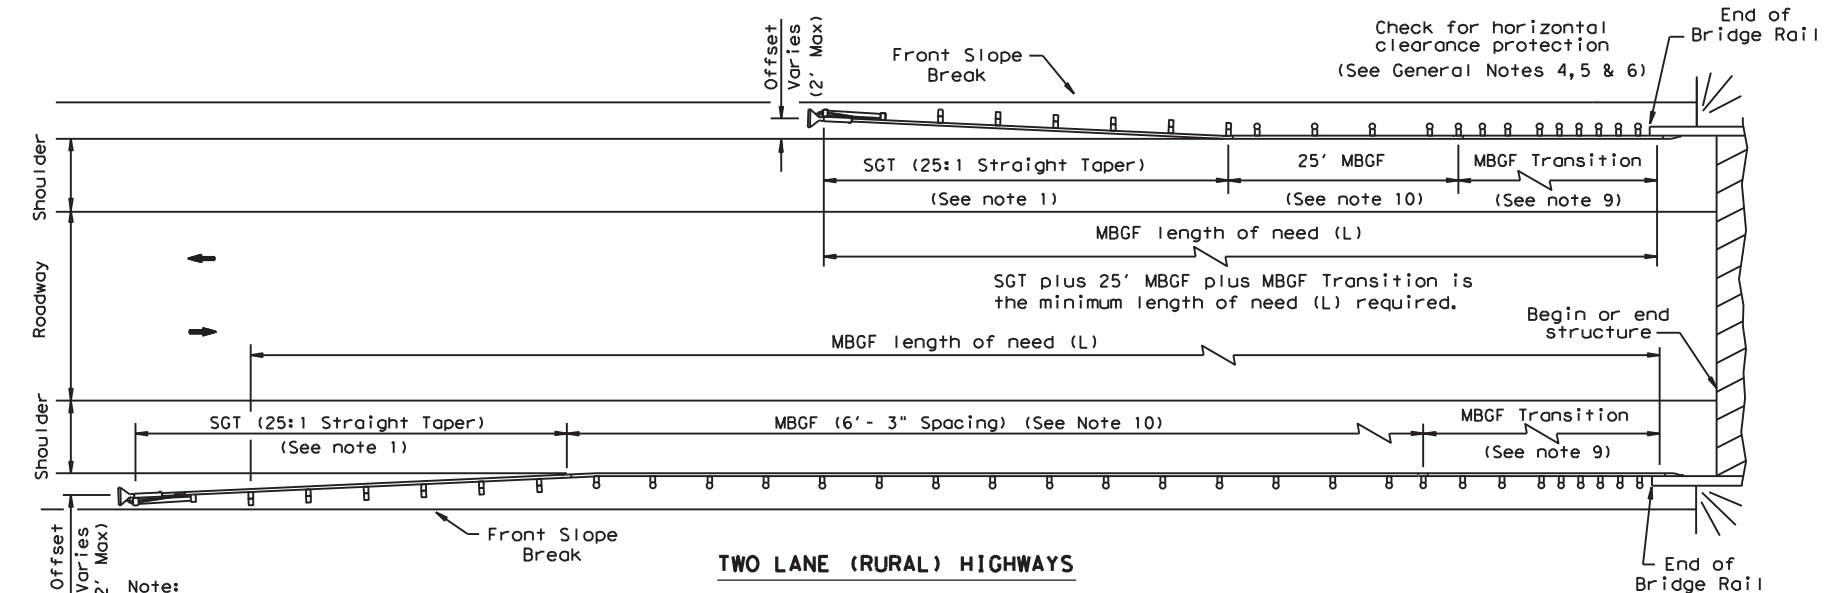 Offset
Varies
(2' Max)
Front Slope
Break
Check for horizontal
clearance protection
(See General Notes 4,5 & 6)
End of
Bridge Rail
Shoulder
SGT (25:1 Straight Taper)
(See note 1)
25' MBGF
(See note 10)
MBGF Transition
(See note 9)
MBGF length of need (L)
SGT plus 25' MBGF plus MBGF Transition is
the minimum length of need (L) required.
Roadway
Begin or end
structure
MBGF length of need (L)
Shoulder
SGT (25:1 Straight Taper)
(See note 1)
MBGF (6'- 3" Spacing) (See Note 10)
MBGF Transition
(See note 9)
Offset
Varies
2' Max)
Front Slope
Break
TWO LANE (RURAL) HIGHWAYS
End of
Bridge Rail
Note: